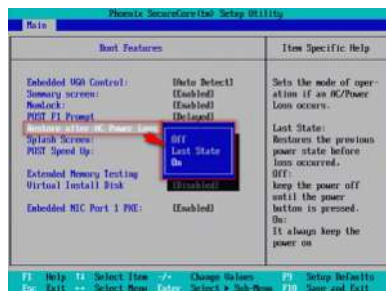 Phoenix SecureCore(tm) Setup Utility
Main
Boot Features
Item Specific Help
Embedded VGA Control: [Auto Detect]
Summary screen: [Enabled]
NumLock: [Enabled]
POST F1 Prompt [Delayed]
Restore after AC Power Loss
Splash Screen:
POST Speed Up:
Extended Memory Testing
Virtual Install Disk [Disabled]
Embedded NIC Port 1 PXE: [Enabled]
Off
Last State
On
Sets the mode of oper-
ation if an AC/Power
Loss occurs.
Last State:
Restores the previous
power state before
loss occurred.
Off:
keep the power off
until the power
button is pressed.
On:
It always keep the
power on
F1 Help ↑↓ Select Item -/+ Change Values F9 Setup Defaults
Esc Exit ↔ Select Menu Enter Select ▶ Sub-Menu F10 Save and Exit